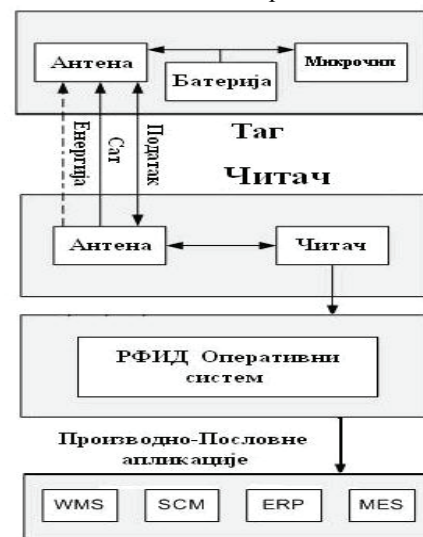 Антена
Микрочип
Батерија
Таг
Енергија
Сат
Податак
Читач
Антена
Читач
РФИД Оперативни
систем
Производно-Пословне
апликације
WMS
SCM
ERP
MES